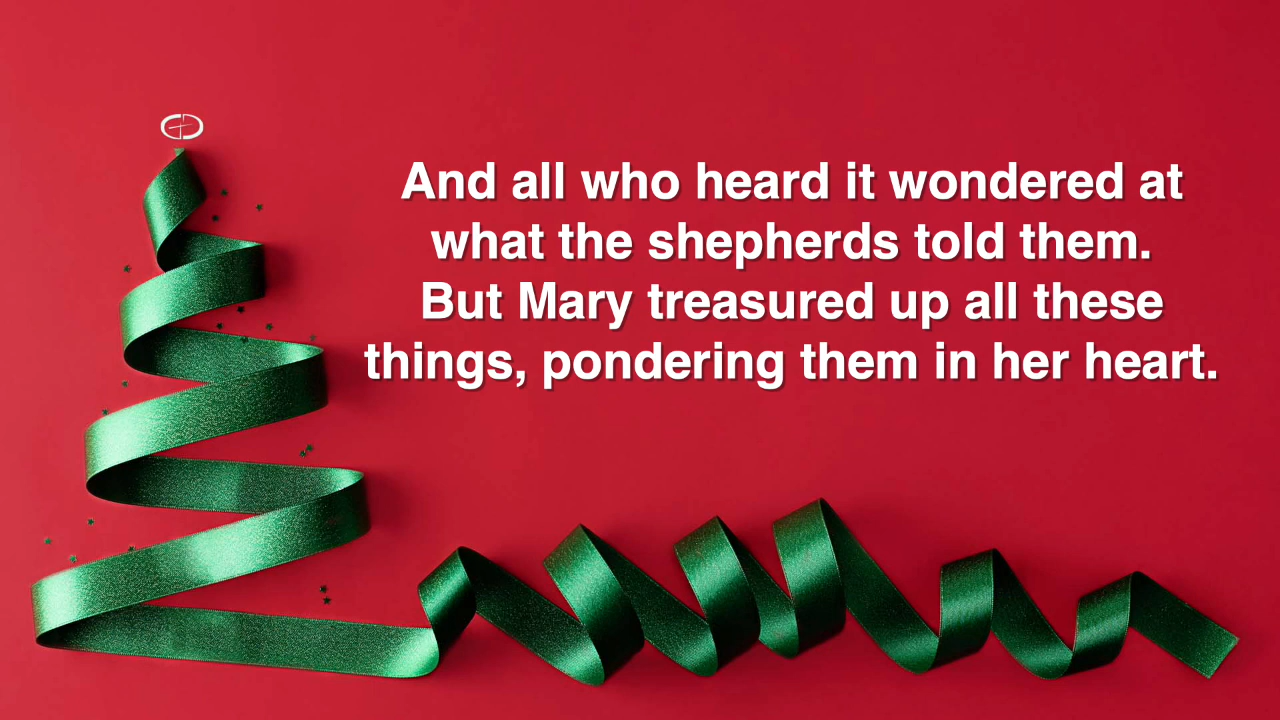 And all who heard it wondered at
what the shepherds told them.
But Mary treasured up all these
things, pondering them in her heart.